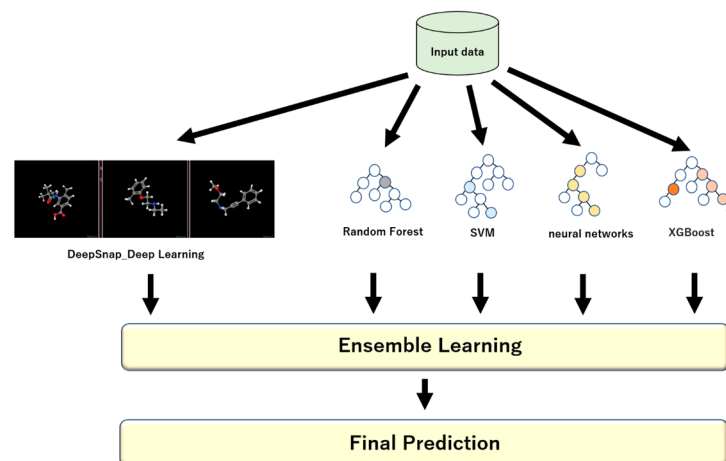 Input data
Random Forest
SVM
neural networks
XGBoost
DeepSnap_Deep Learning
Ensemble Learning
Final Prediction